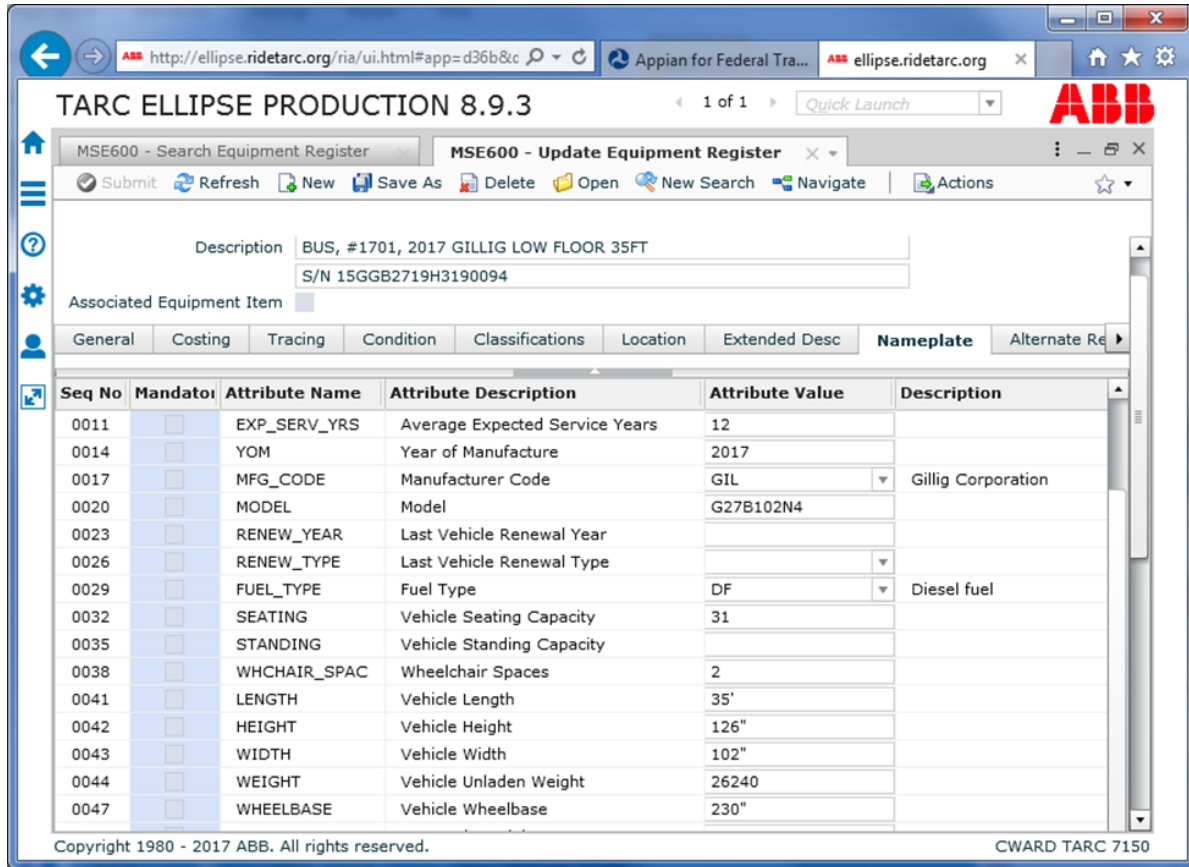 ABB http://ellipse.ridetarc.org/ria/ui.html#app=d36b&c
Appian for Federal Tra...
ABB ellipse.ridetarc.org
TARC ELLIPSE PRODUCTION 8.9.3
1 of 1
Quick Launch
ABB
MSE600 - Search Equipment Register
MSE600 - Update Equipment Register
Submit Refresh New Save As Delete Open New Search Navigate Actions
Description BUS, #1701, 2017 GILLIG LOW FLOOR 35FT
S/N 15GGB2719H3190094
Associated Equipment Item
General Costing Tracing Condition Classifications Location Extended Desc Nameplate Alternate Re
Seq No Mandator Attribute Name Attribute Description Attribute Value Description
0011 EXP_SERV_YRS Average Expected Service Years 12
0014 YOM Year of Manufacture 2017
0017 MFG_CODE Manufacturer Code GIL Gillig Corporation
0020 MODEL Model G27B102N4
0023 RENEW_YEAR Last Vehicle Renewal Year
0026 RENEW_TYPE Last Vehicle Renewal Type
0029 FUEL_TYPE Fuel Type DF Diesel fuel
0032 SEATING Vehicle Seating Capacity 31
0035 STANDING Vehicle Standing Capacity
0038 WHCHAIR_SPAC Wheelchair Spaces 2
0041 LENGTH Vehicle Length 35'
0042 HEIGHT Vehicle Height 126"
0043 WIDTH Vehicle Width 102"
0044 WEIGHT Vehicle Unladen Weight 26240
0047 WHEELBASE Vehicle Wheelbase 230"
Copyright 1980 - 2017 ABB. All rights reserved.
CWARD TARC 7150